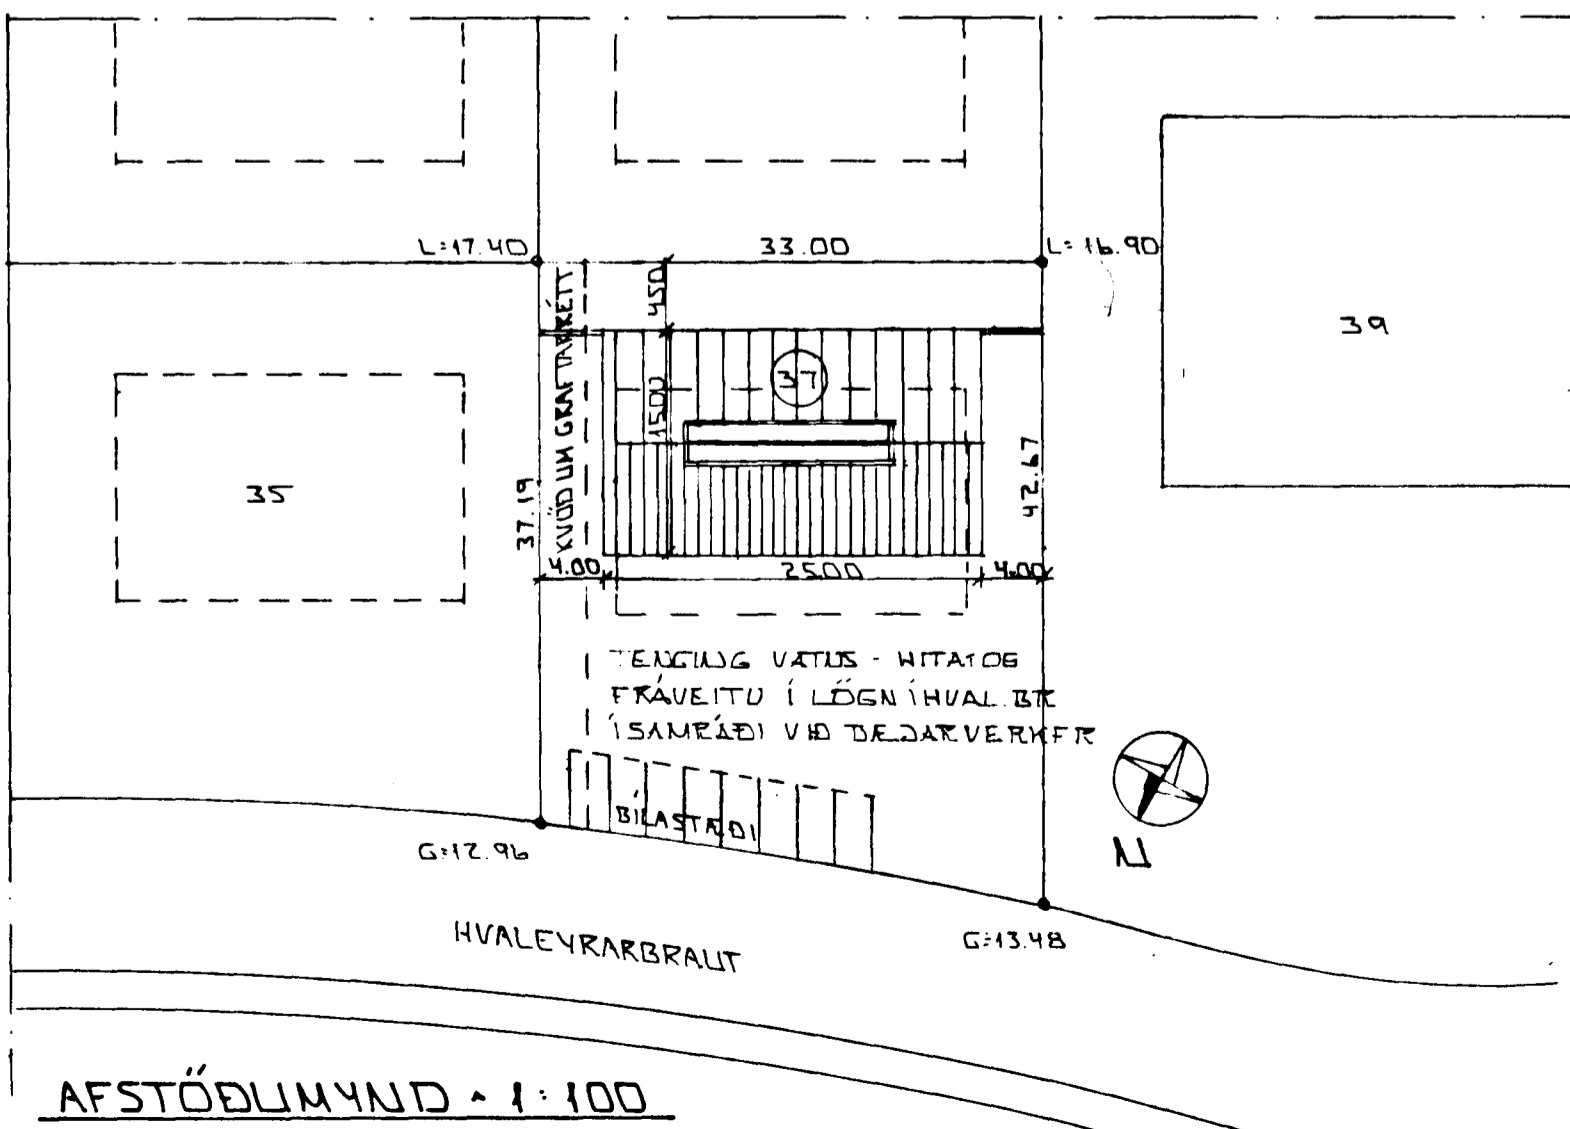 L=17.40
33.00
L=16.90
450
KVÖÐ UM GRAFTARRÉTT
1500
37
39
35
37.19
42.67
4.00
25.00
4.00
TENGING VATNS - HITA OG
FRÁVEITU Í LÖGN Í HVAL.BR
Í SAMRÁÐI VIÐ BÆJARVERKFR
BÍLASTÆÐI
G=12.96
N
HVALEYRARBRAUT
G=13.48
AFSTÖÐUMYND - 1:100